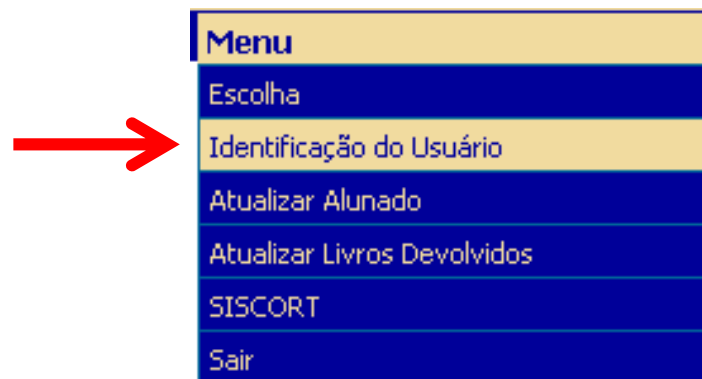 Menu
Escolha
Identificação do Usuário
Atualizar Alunado
Atualizar Livros Devolvidos
SISCORT
Sair